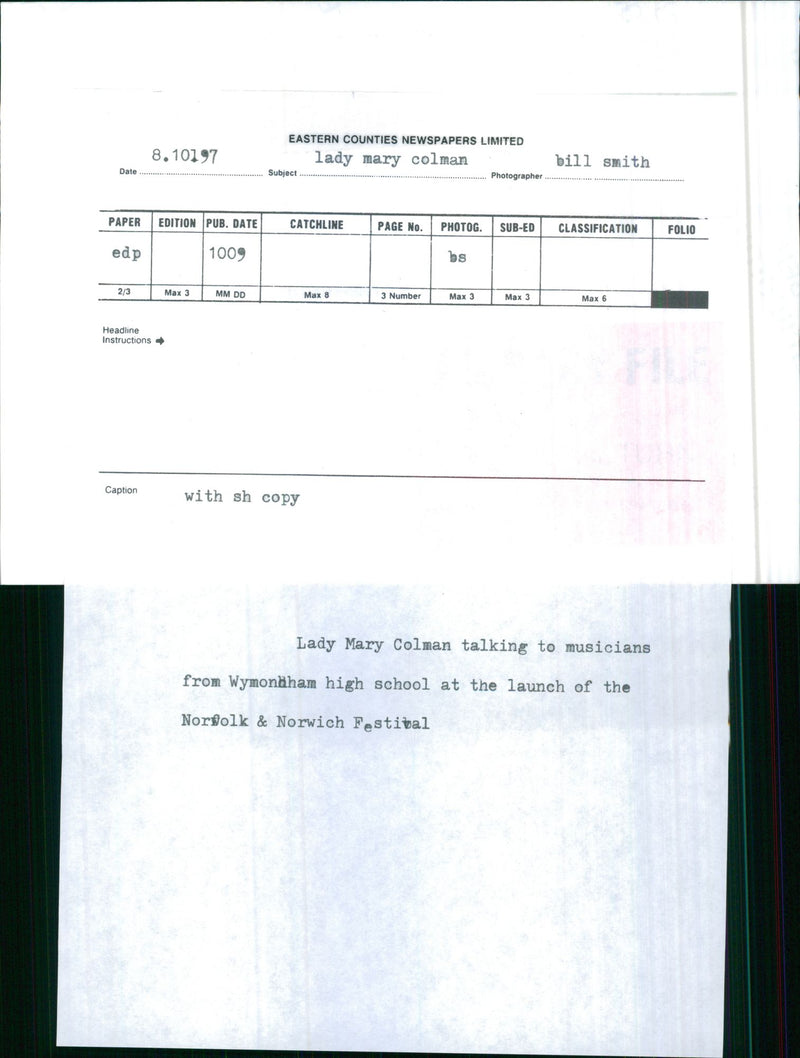 EASTERN COUNTIES NEWSPAPERS LIMITED
Date 8.10197 Subject lady mary colman Photographer bill smith
PAPER EDITION PUB. DATE CATCHLINE PAGE No. PHOTOG. SUB-ED CLASSIFICATION FOLIO
edp 1009 bs
2/3 Max 3 MM DD Max 8 3 Number Max 3 Max 3 Max 6
Headline
Instructions
FILE
Caption with sh copy
Lady Mary Colman talking to musicians
from Wymondham high school at the launch of the
Norfolk & Norwich Festival